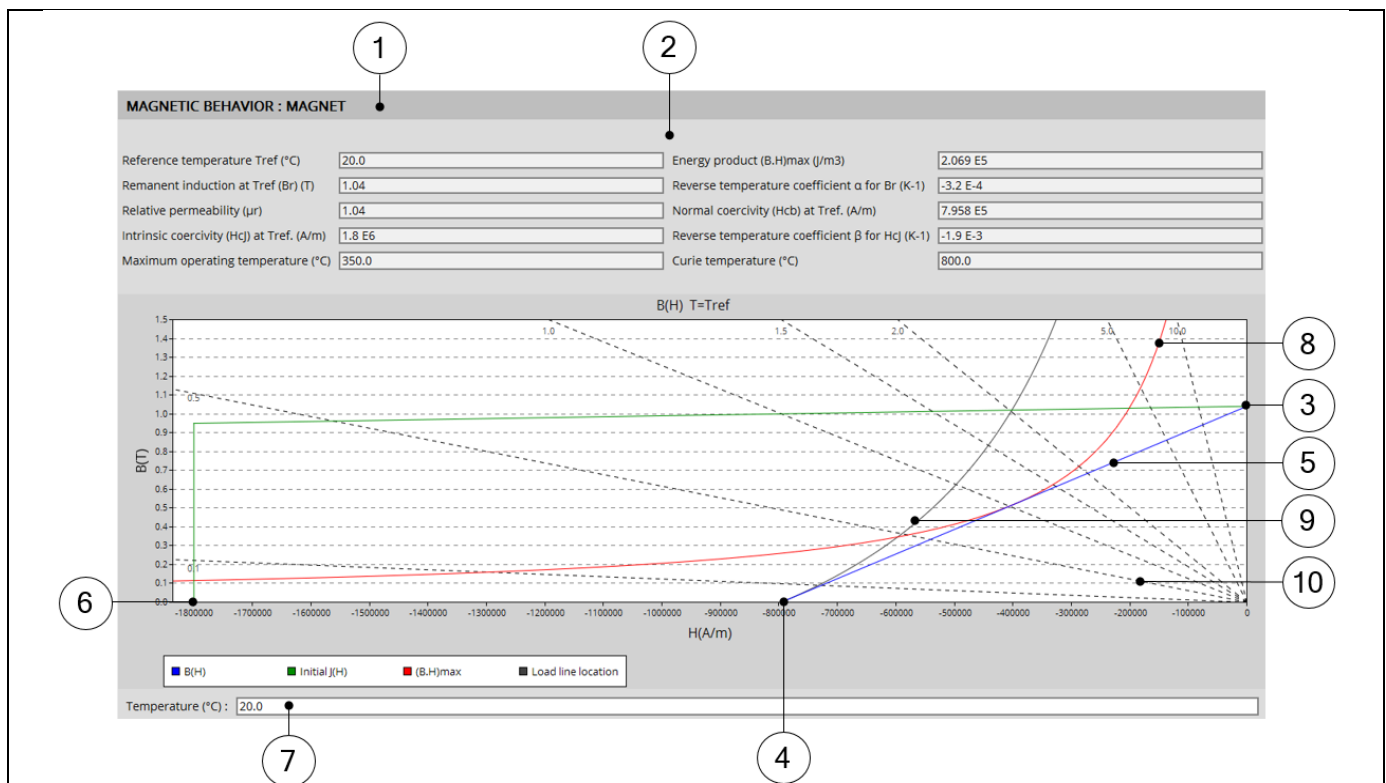 1
2
MAGNETIC BEHAVIOR : MAGNET
Reference temperature Tref (°C) 20.0 Energy product (B.H)max (J/m3) 2.069 E5
Remanent induction at Tref (Br) (T) 1.04 Reverse temperature coefficient α for Br (K-1) -3.2 E-4
Relative permeability (μr) 1.04 Normal coercivity (Hcb) at Tref. (A/m) 7.958 E5
Intrinsic coercivity (HcJ) at Tref. (A/m) 1.8 E6 Reverse temperature coefficient β for HcJ (K-1) -1.9 E-3
Maximum operating temperature (°C) 350.0 Curie temperature (°C) 800.0
B(H) T=Tref
1.5
1.0 1.5 2.0 5.0 10.0
1.4
8
1.3
1.2
1.1
0.5
1.0
3
0.9
0.8
B(T)
0.7
5
0.6
0.5
0.4
9
0.3
0.2
0.1
10
0.1
6
0.0
-1800000 -1700000 -1600000 -1500000 -1400000 -1300000 -1200000 -1100000 -1000000 -900000 -800000 -700000 -600000 -500000 -400000 -300000 -200000 -100000 0
H(A/m)
B(H) Initial J(H) (B.H)max Load line location
Temperature (°C) : 20.0
7
4